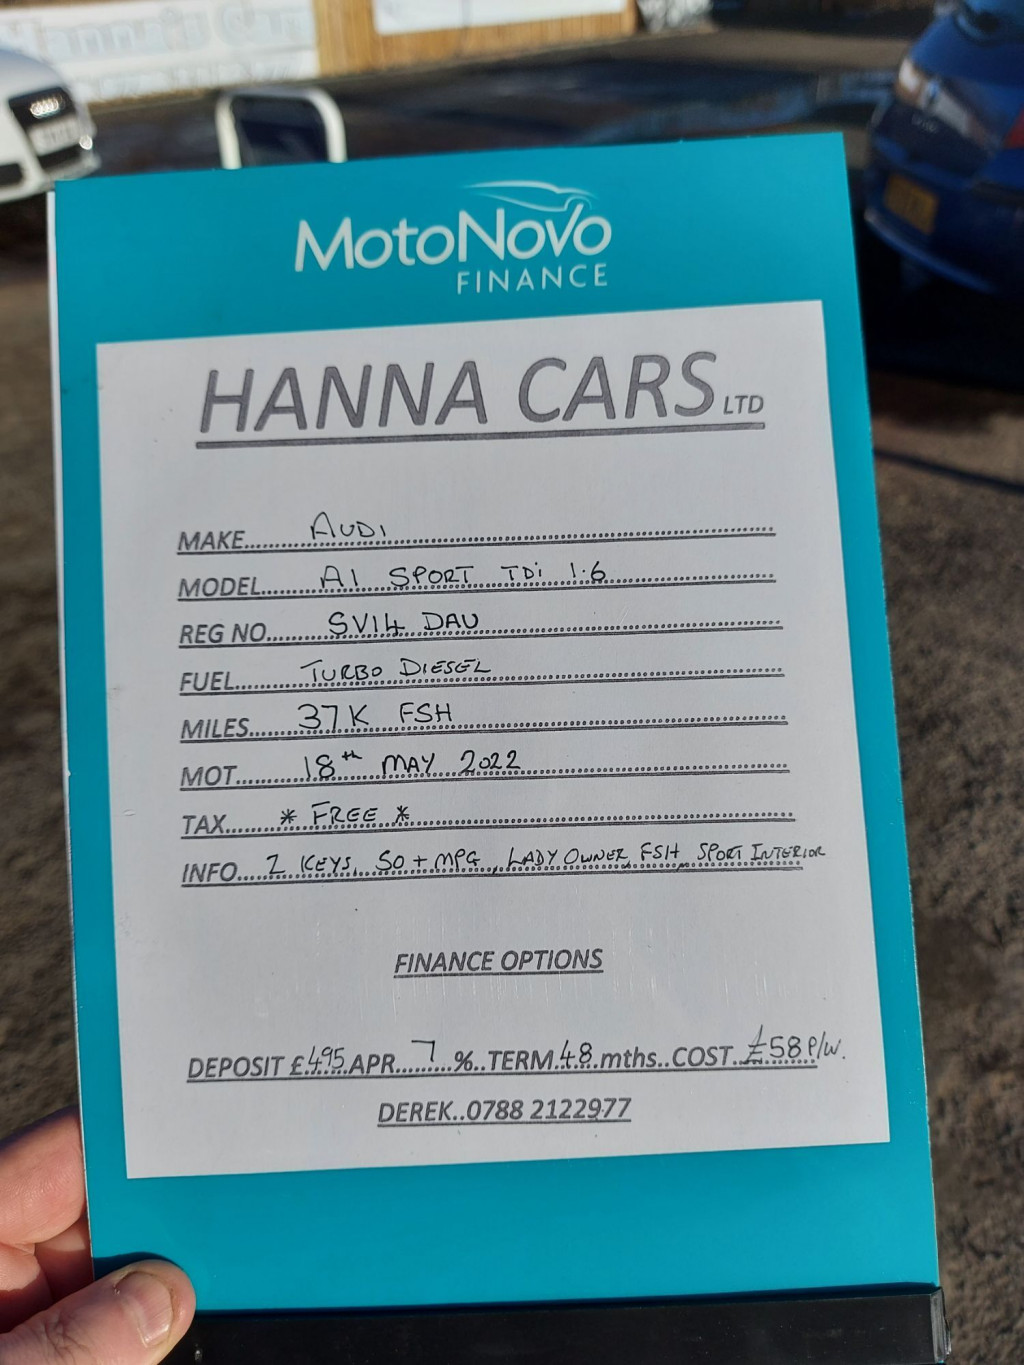 Hanna's Car
MOTONOVO
FINANCE
HANNA CARS LTD
MAKE........AUDI........
MODEL........A1 SPORT TDi 1.6........
REG NO........SV14 DAU........
FUEL........TURBO DIESEL........
MILES........37K FSH........
MOT........18th MAY 2022........
TAX........* FREE *........
INFO....2 KEYS, 50+MPG, LADY OWNER, FSH, SPORT INTERIOR
FINANCE OPTIONS
DEPOSIT £495 APR........7..%..TERM 48 mths..COST..£58 P/W.
DEREK..0788 2122977